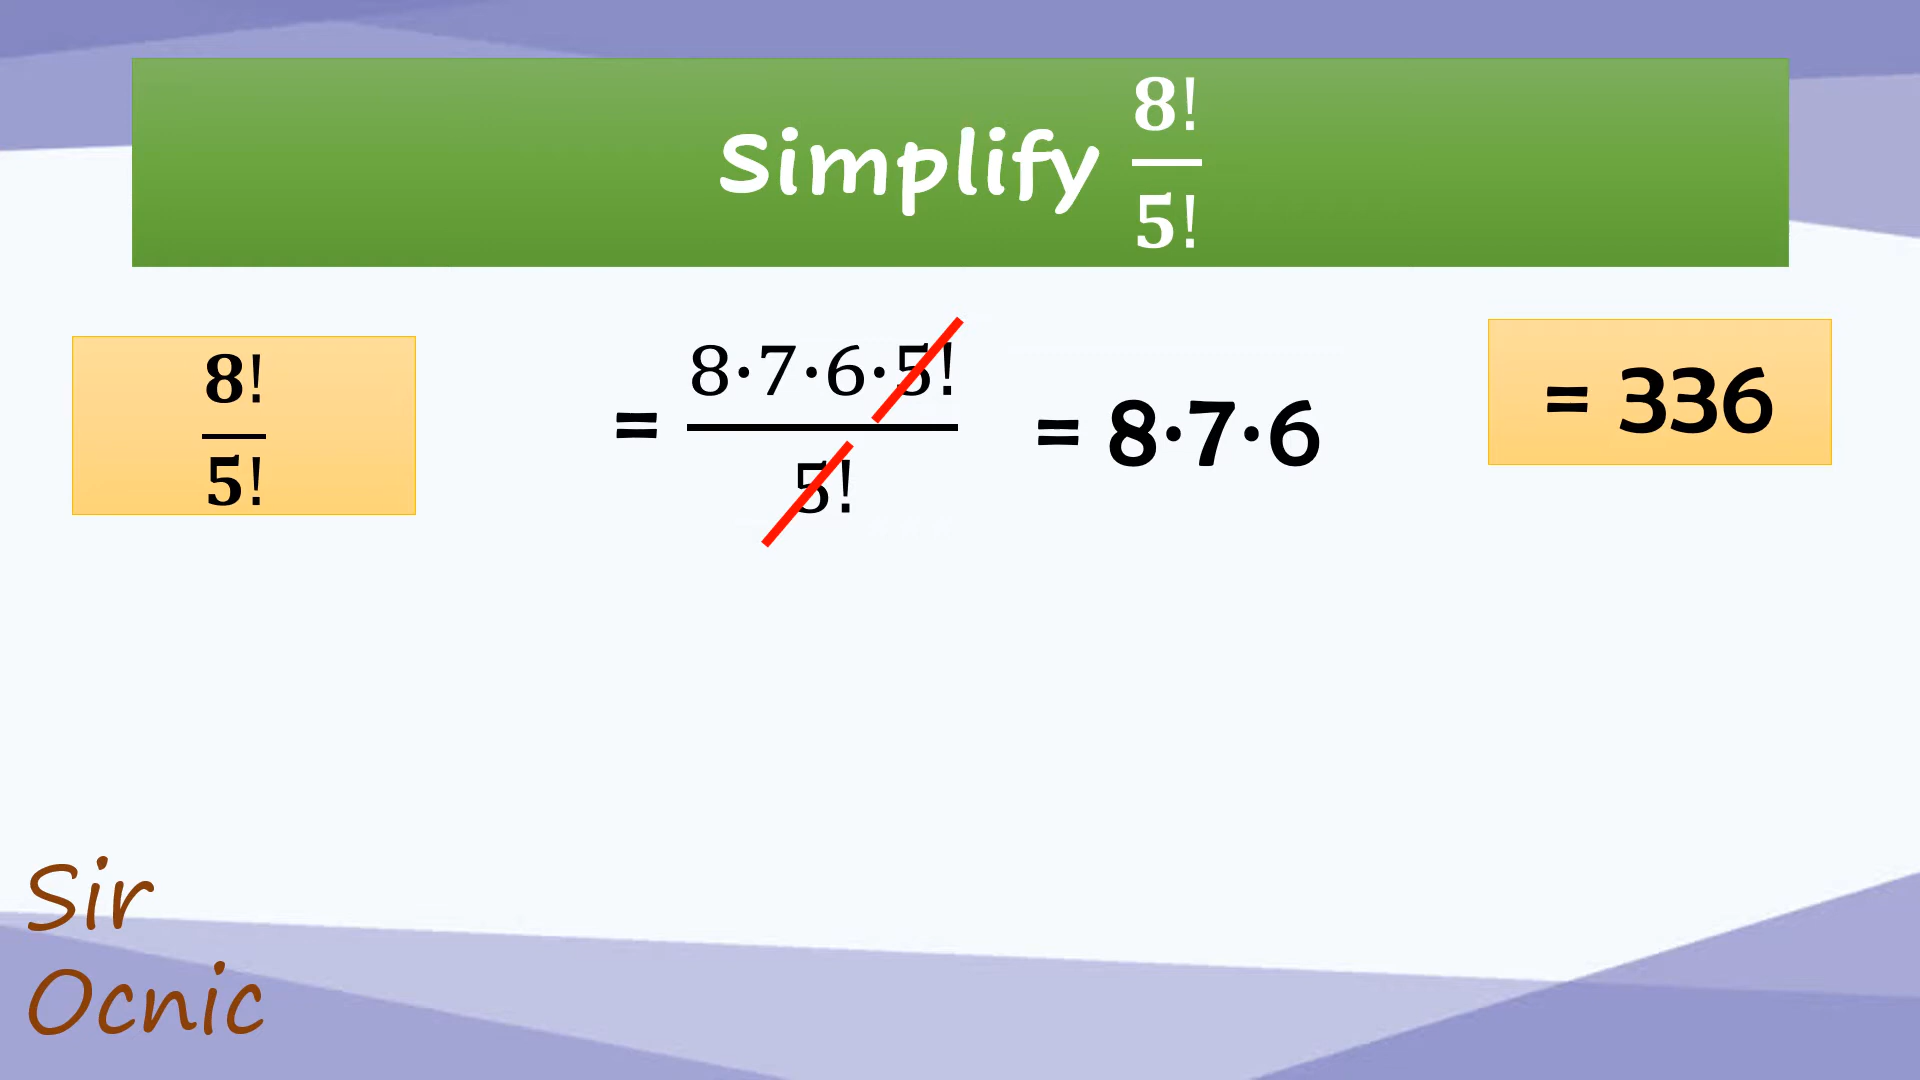 Simplify 8!/5!
8!/5! = 8·7·6·5!/5! = 8·7·6 = 336
Sir
Ocnic